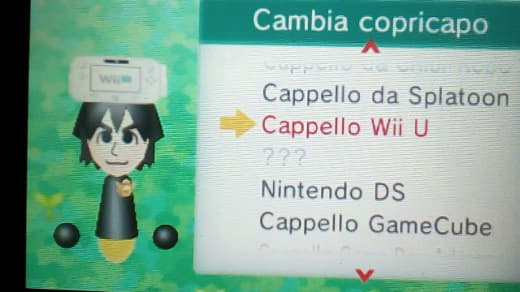 Cambia copricapo
Cappello da Splatoon
Cappello Wii U
???
Nintendo DS
Cappello GameCube
Wii U